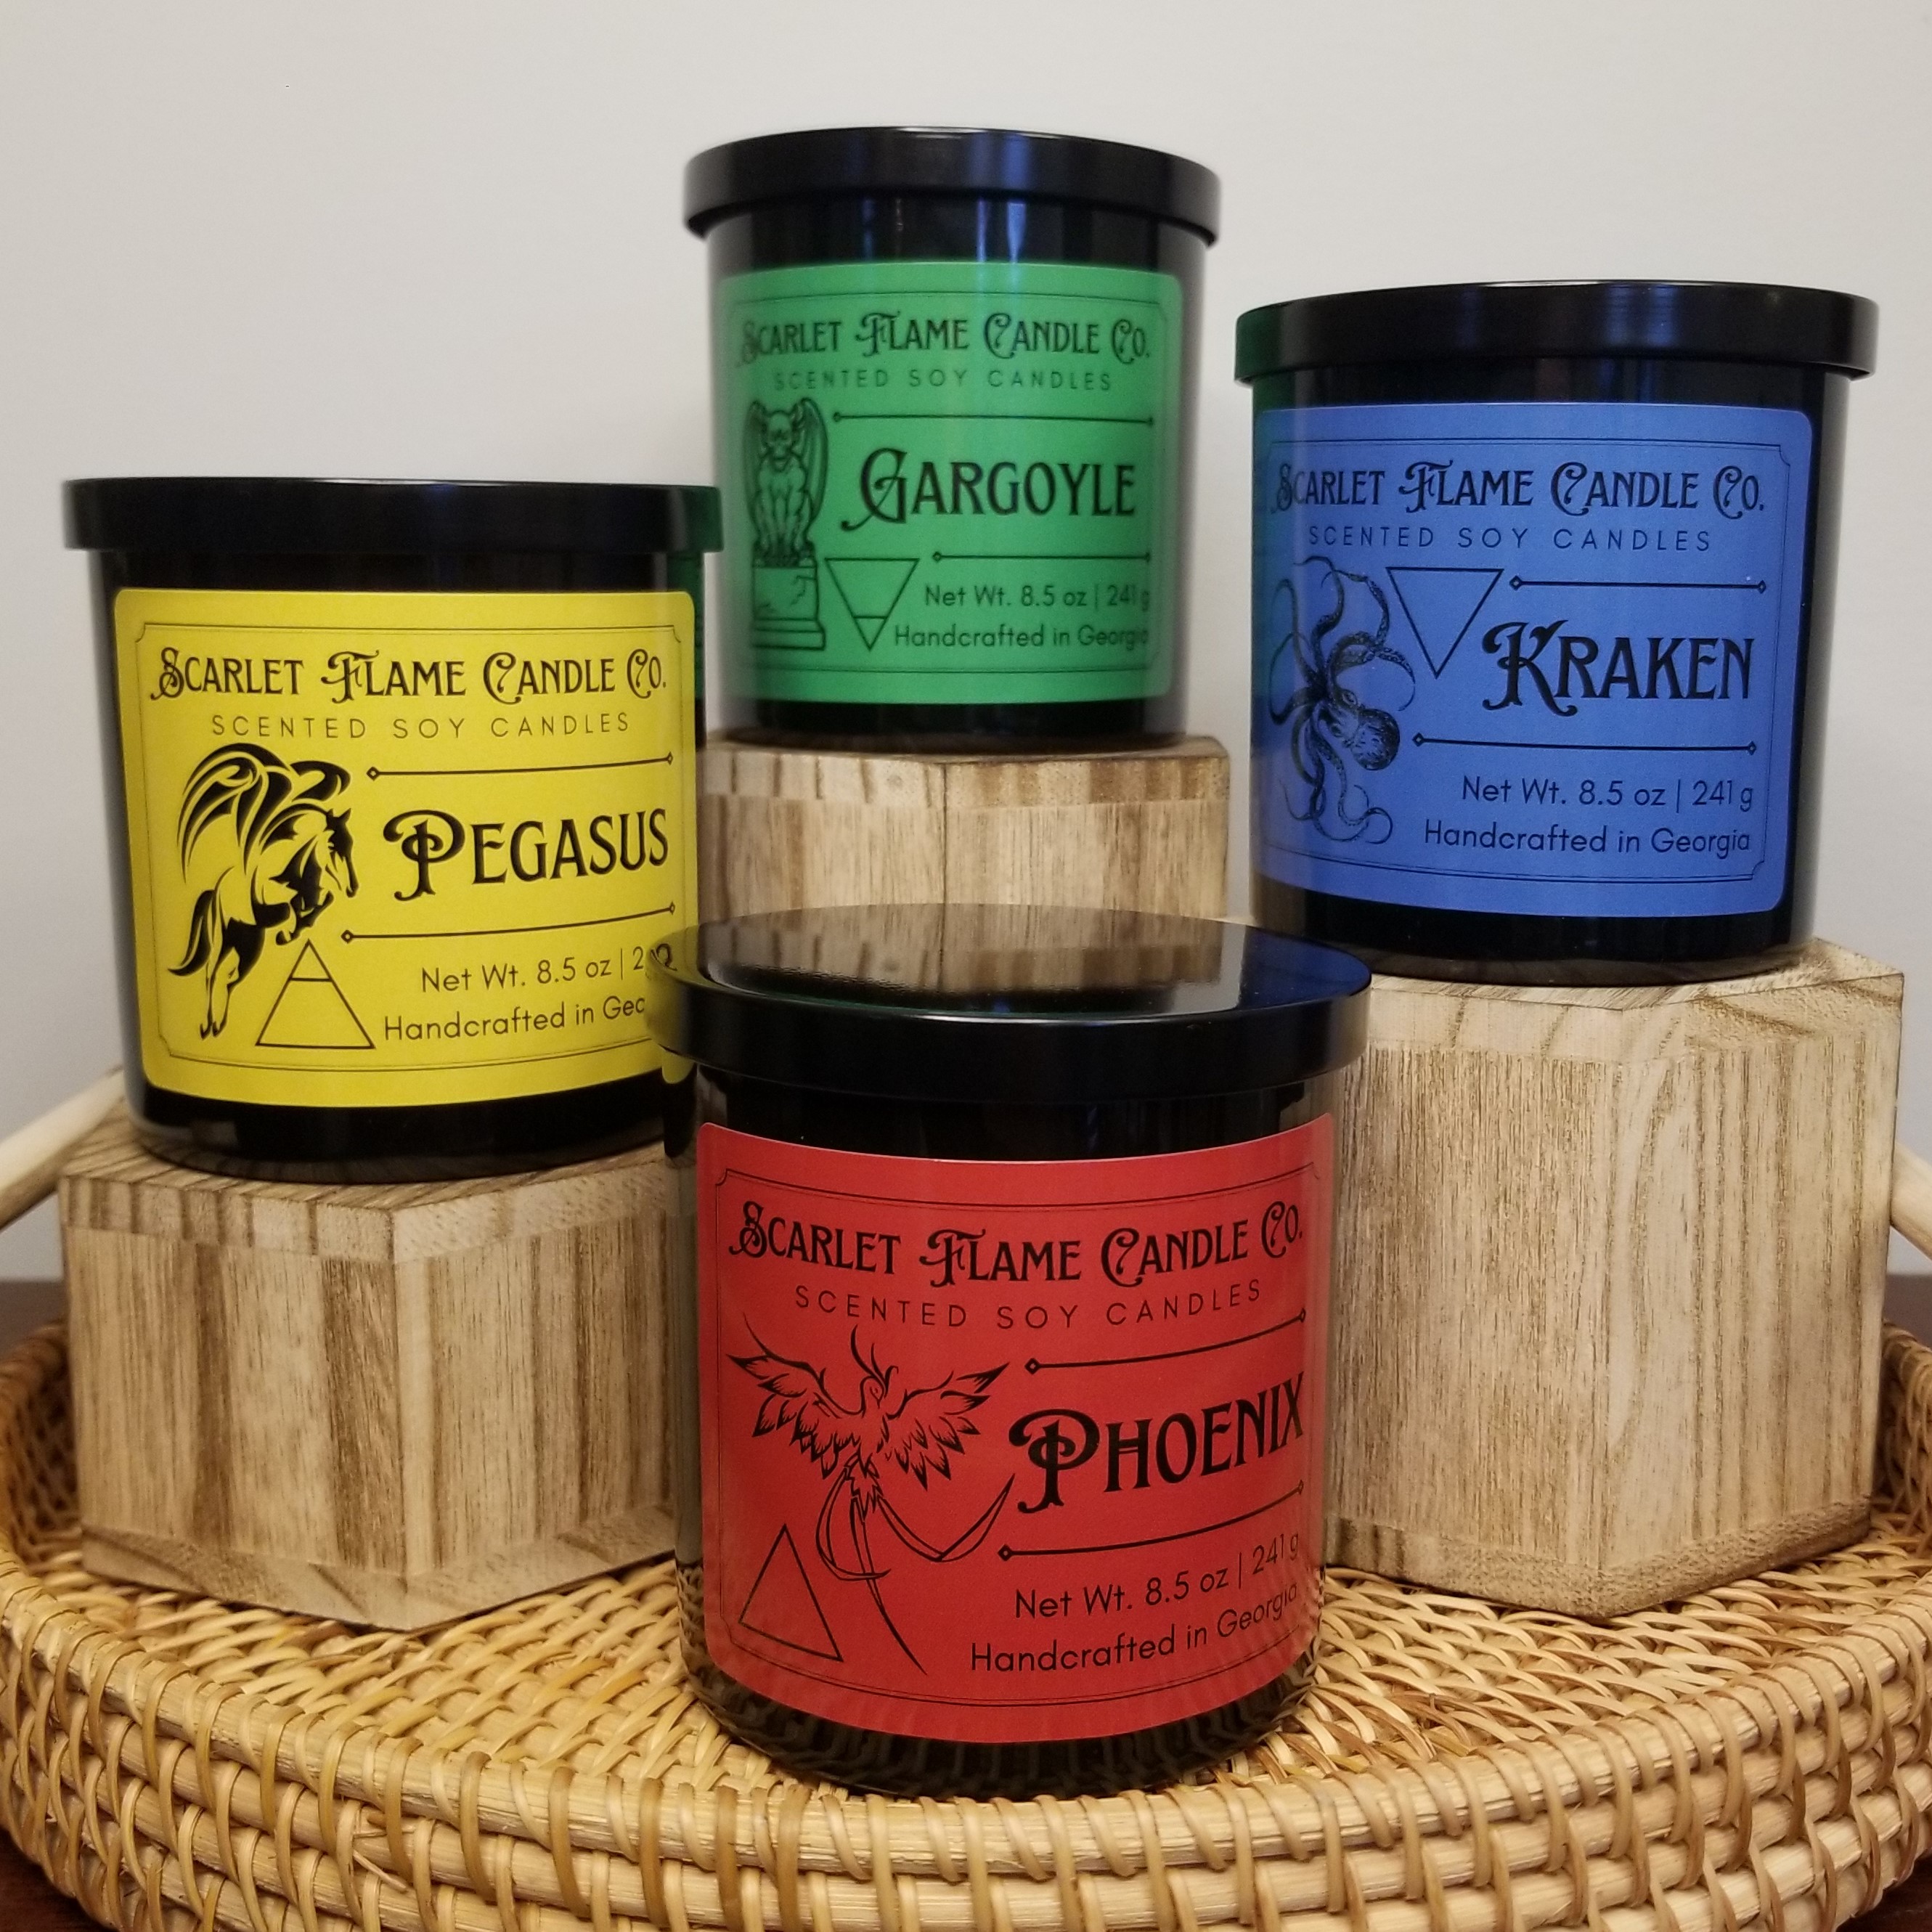 SCARLET FLAME CANDLE CO.
SCENTED SOY CANDLES
GARGOYLE
Net Wt. 8.5 oz | 241 g
Handcrafted in Georgia
SCARLET FLAME CANDLE CO.
SCENTED SOY CANDLES
KRAKEN
Net Wt. 8.5 oz | 241 g
Handcrafted in Georgia
SCARLET FLAME CANDLE CO.
SCENTED SOY CANDLES
PEGASUS
Net Wt. 8.5 oz |
Handcrafted in
SCARLET FLAME CANDLE CO.
SCENTED SOY CANDLES
PHOENIX
Net Wt. 8.5 oz | 241 g
Handcrafted in Georgia